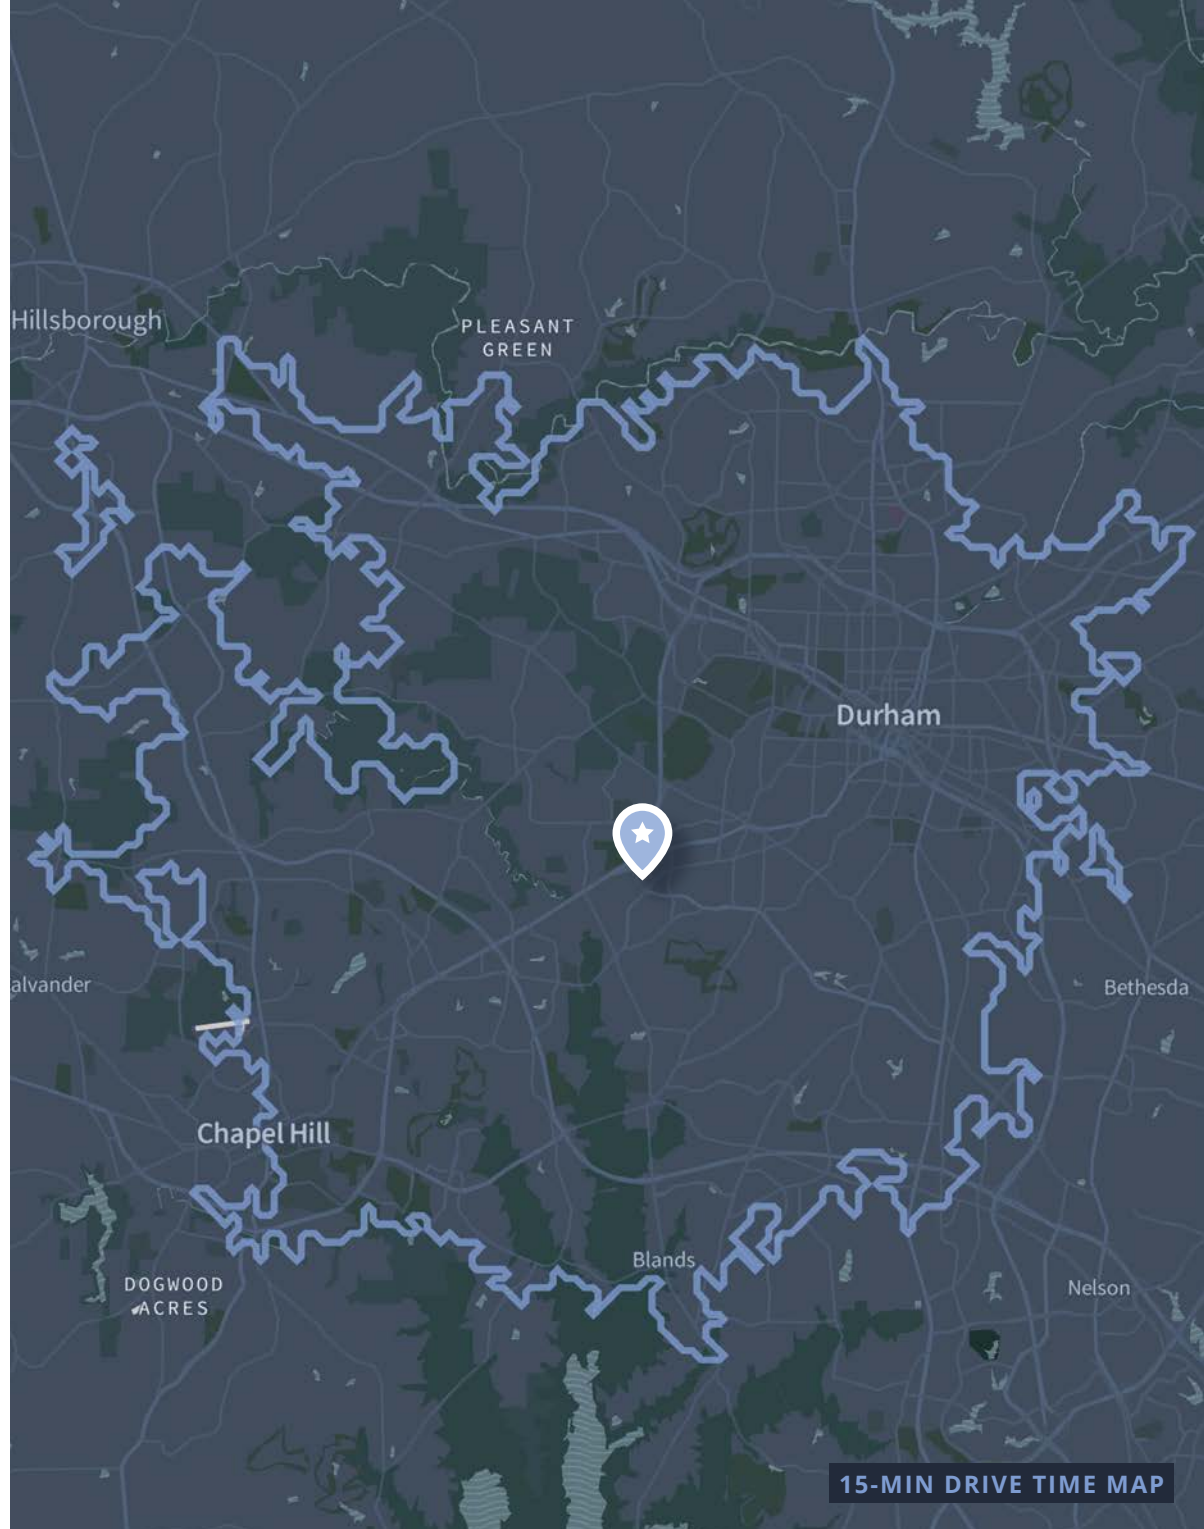 Hillsborough
PLEASANT
GREEN
Durham
alvander
Bethesda
Chapel Hill
Blands
DOGWOOD
ACRES
Nelson
15-MIN DRIVE TIME MAP